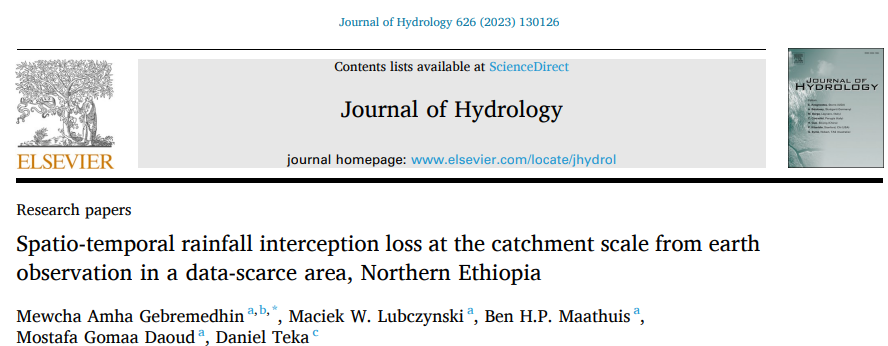 Journal of Hydrology 626 (2023) 130126
Contents lists available at ScienceDirect
Journal of Hydrology
journal homepage: www.elsevier.com/locate/jhydrol
ELSEVIER
JOURNAL OF
HYDROLOGY
Research papers
Spatio-temporal rainfall interception loss at the catchment scale from earth
observation in a data-scarce area, Northern Ethiopia
Mewcha Amha Gebremedhin a,b,*, Maciek W. Lubczynski a, Ben H.P. Maathuis a,
Mostafa Gomaa Daoud a, Daniel Teka c